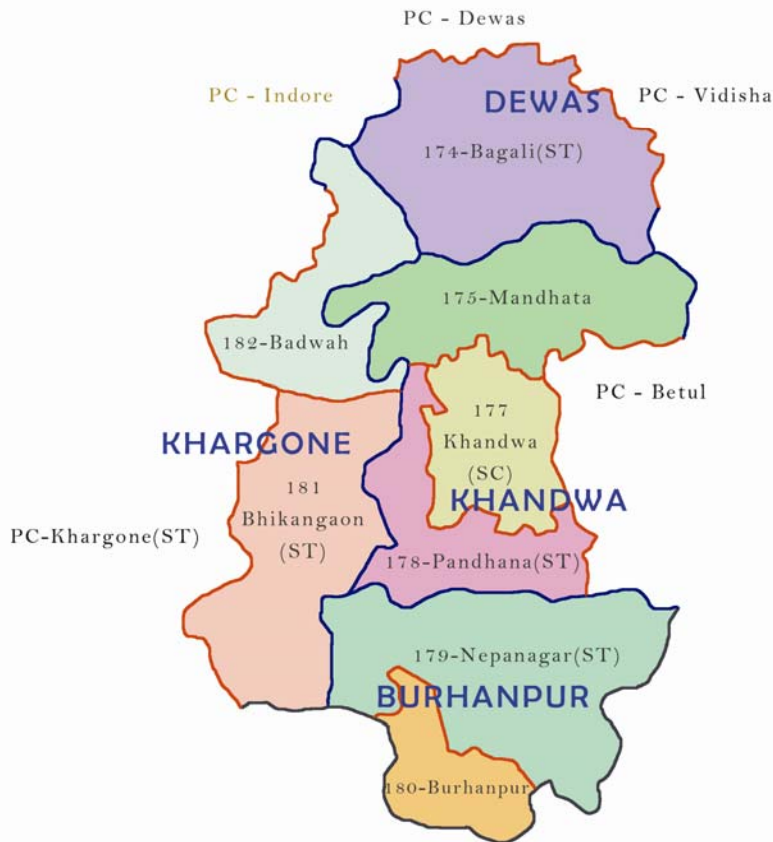 PC - Dewas
PC - Indore
DEWAS
PC - Vidisha
174-Bagali(ST)
175-Mandhata
182-Badwah
PC - Betul
177
Khandwa
(SC)
KHARGONE
181
Bhikangaon
(ST)
KHANDWA
PC-Khargone(ST)
178-Pandhana(ST)
179-Nepanagar(ST)
BURHANPUR
180-Burhanpur